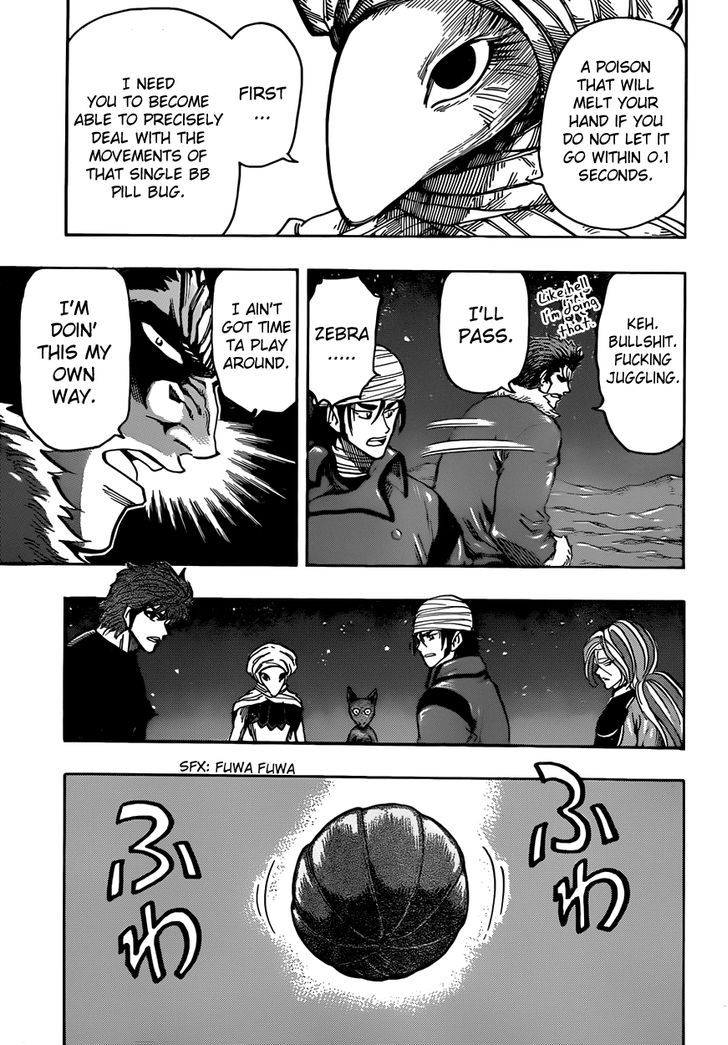 A POISON
THAT WILL
MELT YOUR
HAND IF YOU
DO NOT LET IT
GO WITHIN 0.1
SECONDS.
FIRST
...
I NEED
YOU TO BECOME
ABLE TO PRECISELY
DEAL WITH THE
MOVEMENTS OF
THAT SINGLE BB
PILL BUG.
KEH.
BULLSHIT.
FUCKING
JUGGLING.
Like hell
I'm doing
that.
I'LL
PASS.
ZEBRA
.....
I AIN'T
GOT TIME
TA PLAY
AROUND.
I'M
DOIN'
THIS MY
OWN
WAY.
SFX: FUWA FUWA
ふわ
ふわ